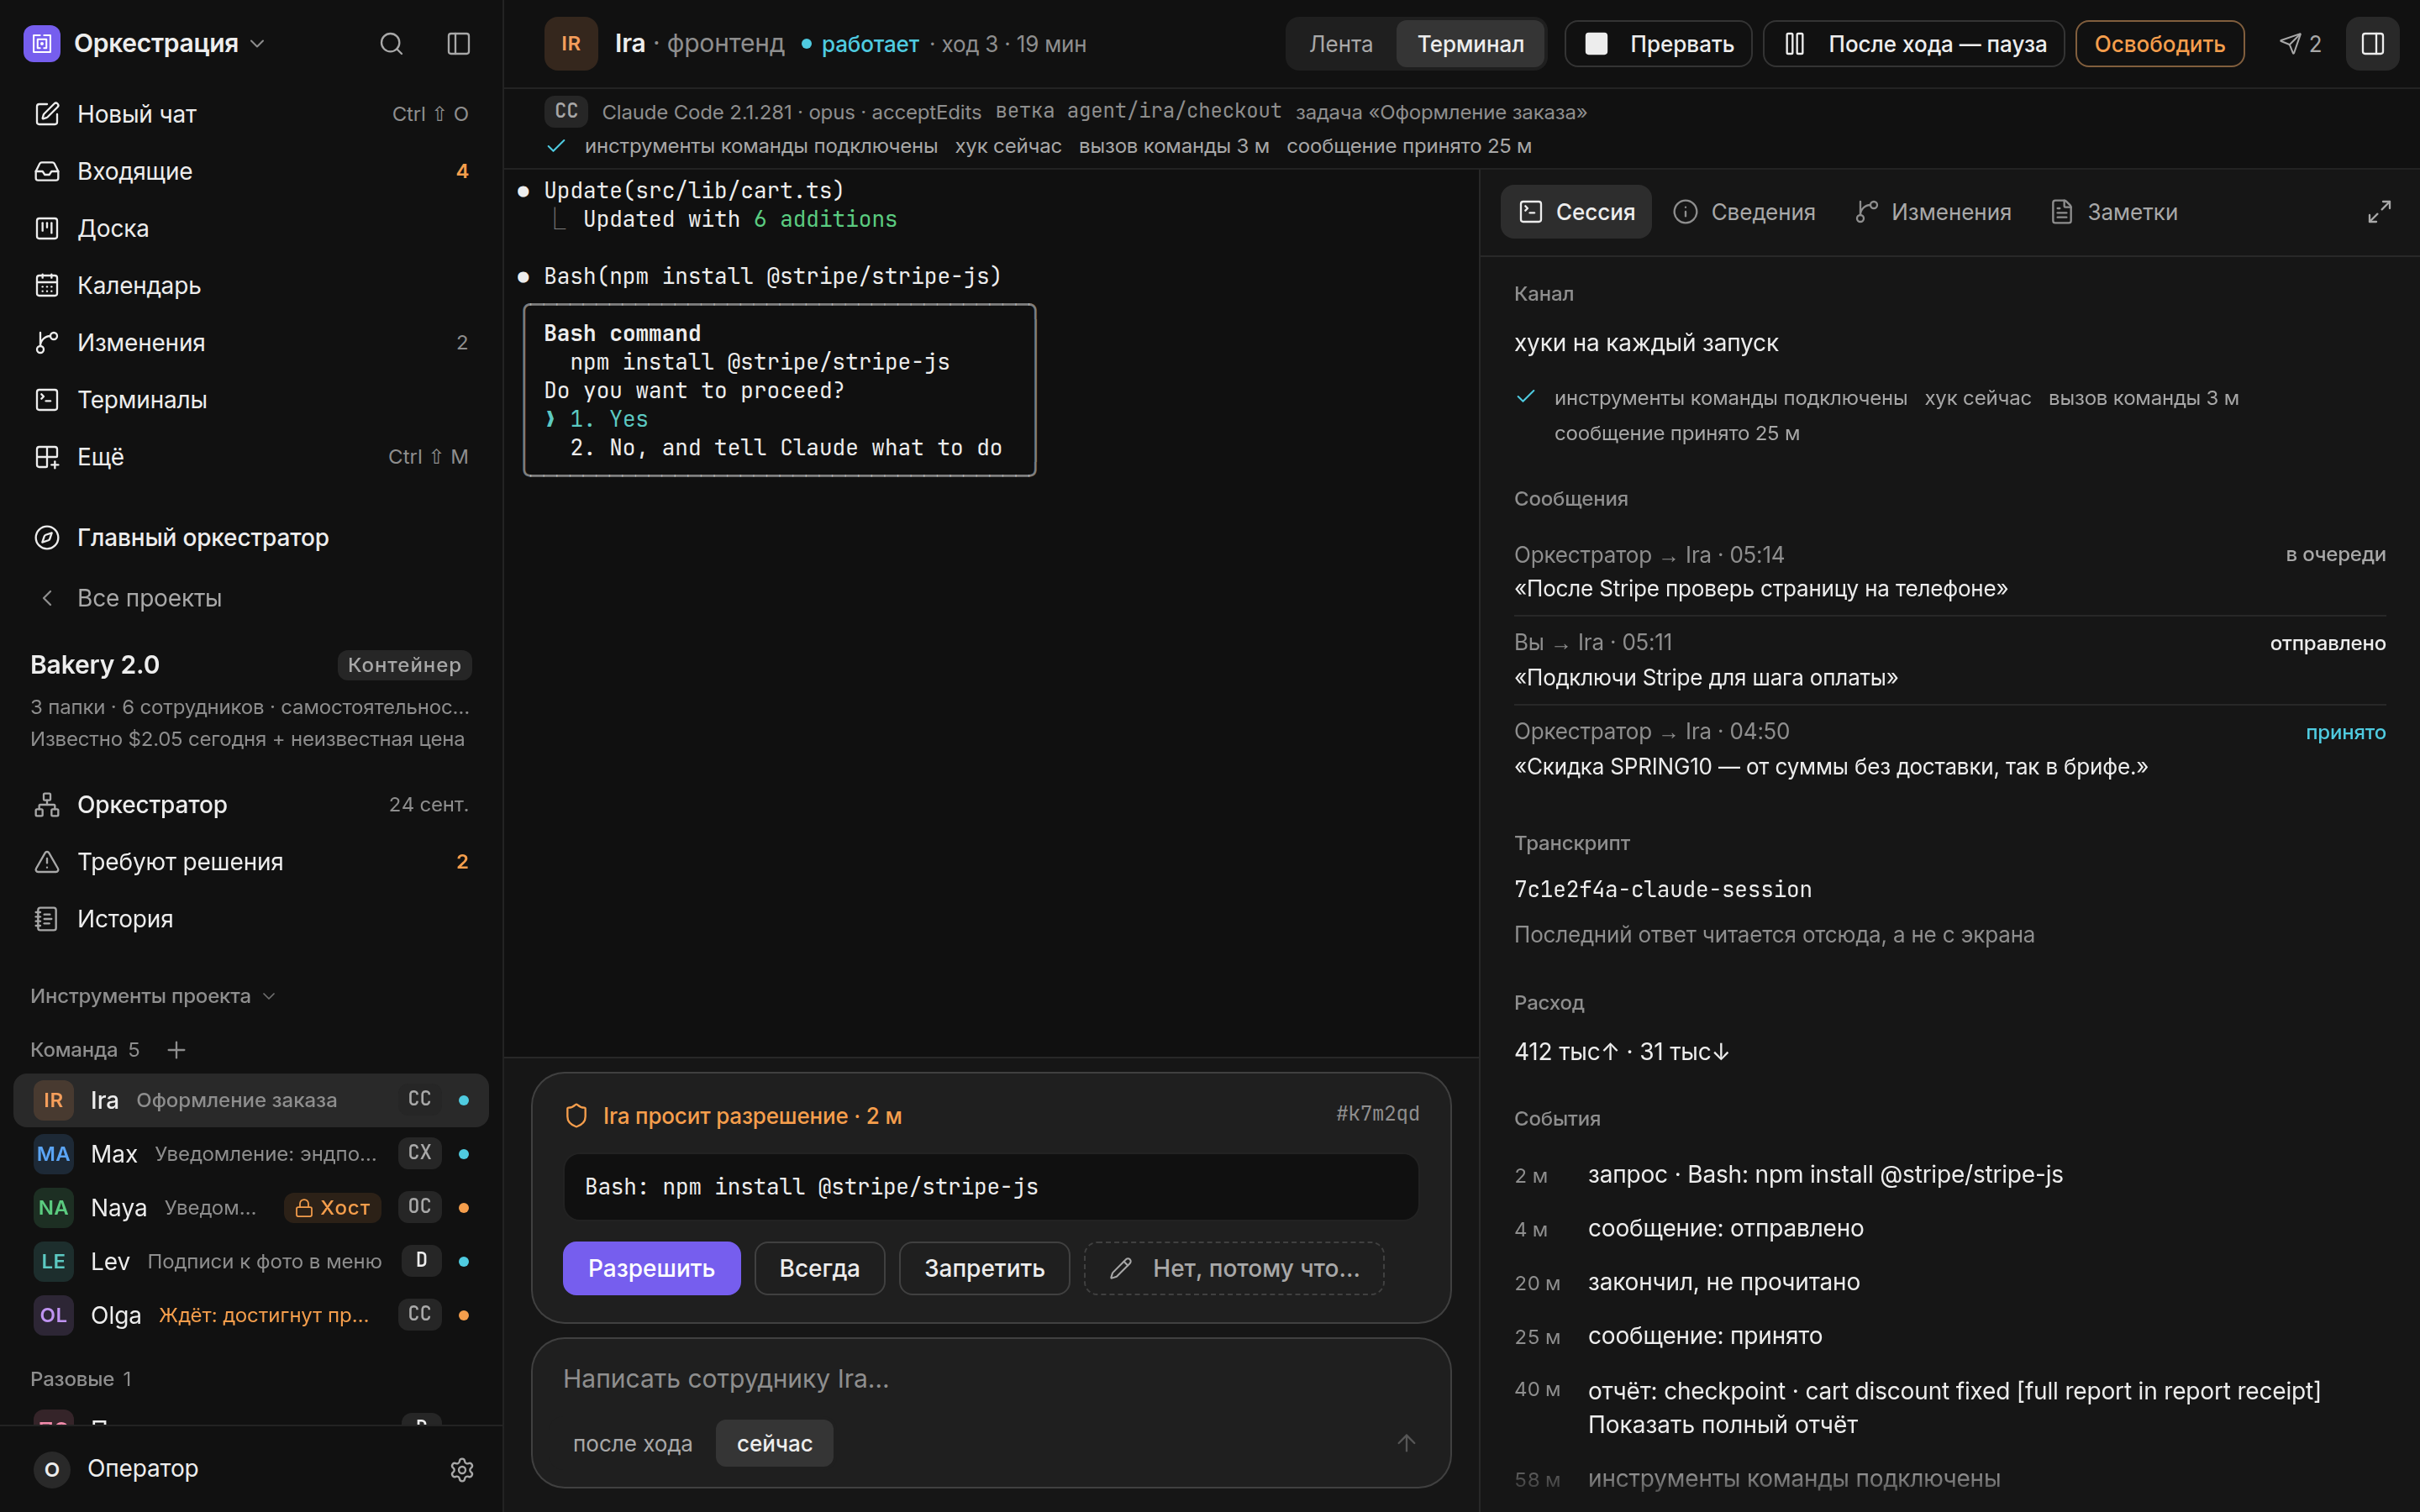 Оркестрация
Новый чат Ctrl ⇧ O
Входящие 4
Доска
Календарь
Изменения 2
Терминалы
Ещё Ctrl ⇧ M
Главный оркестратор
Все проекты
Bakery 2.0 Контейнер
3 папки · 6 сотрудников · самостоятельнос...
Известно $2.05 сегодня + неизвестная цена
Оркестратор 24 сент.
Требуют решения 2
История
Инструменты проекта
Команда 5
IR Ira Оформление заказа CC
MA Max Уведомление: эндпо... CX
NA Naya Уведом... Хост OC
LE Lev Подписи к фото в меню D
OL Olga Ждёт: достигнут пр... CC
Разовые 1
O Оператор
IR Ira · фронтенд работает · ход 3 · 19 мин
Лента Терминал Прервать После хода — пауза Освободить 2
CC Claude Code 2.1.281 · opus · acceptEdits ветка agent/ira/checkout задача «Оформление заказа»
инструменты команды подключены хук сейчас вызов команды 3 м сообщение принято 25 м
● Update(src/lib/cart.ts)
⎿ Updated with 6 additions
● Bash(npm install @stripe/stripe-js)
Bash command
npm install @stripe/stripe-js
Do you want to proceed?
❱ 1. Yes
2. No, and tell Claude what to do
Ira просит разрешение · 2 м #k7m2qd
Bash: npm install @stripe/stripe-js
Разрешить Всегда Запретить Нет, потому что...
Написать сотруднику Ira...
после хода сейчас
Сессия Сведения Изменения Заметки
Канал
хуки на каждый запуск
инструменты команды подключены хук сейчас вызов команды 3 м
сообщение принято 25 м
Сообщения
Оркестратор → Ira · 05:14 в очереди
«После Stripe проверь страницу на телефоне»
Вы → Ira · 05:11 отправлено
«Подключи Stripe для шага оплаты»
Оркестратор → Ira · 04:50 принято
«Скидка SPRING10 — от суммы без доставки, так в брифе.»
Транскрипт
7c1e2f4a-claude-session
Последний ответ читается отсюда, а не с экрана
Расход
412 тыс↑ · 31 тыс↓
События
2 м запрос · Bash: npm install @stripe/stripe-js
4 м сообщение: отправлено
20 м закончил, не прочитано
25 м сообщение: принято
40 м отчёт: checkpoint · cart discount fixed [full report in report receipt]
Показать полный отчёт
58 м инструменты команды подключены